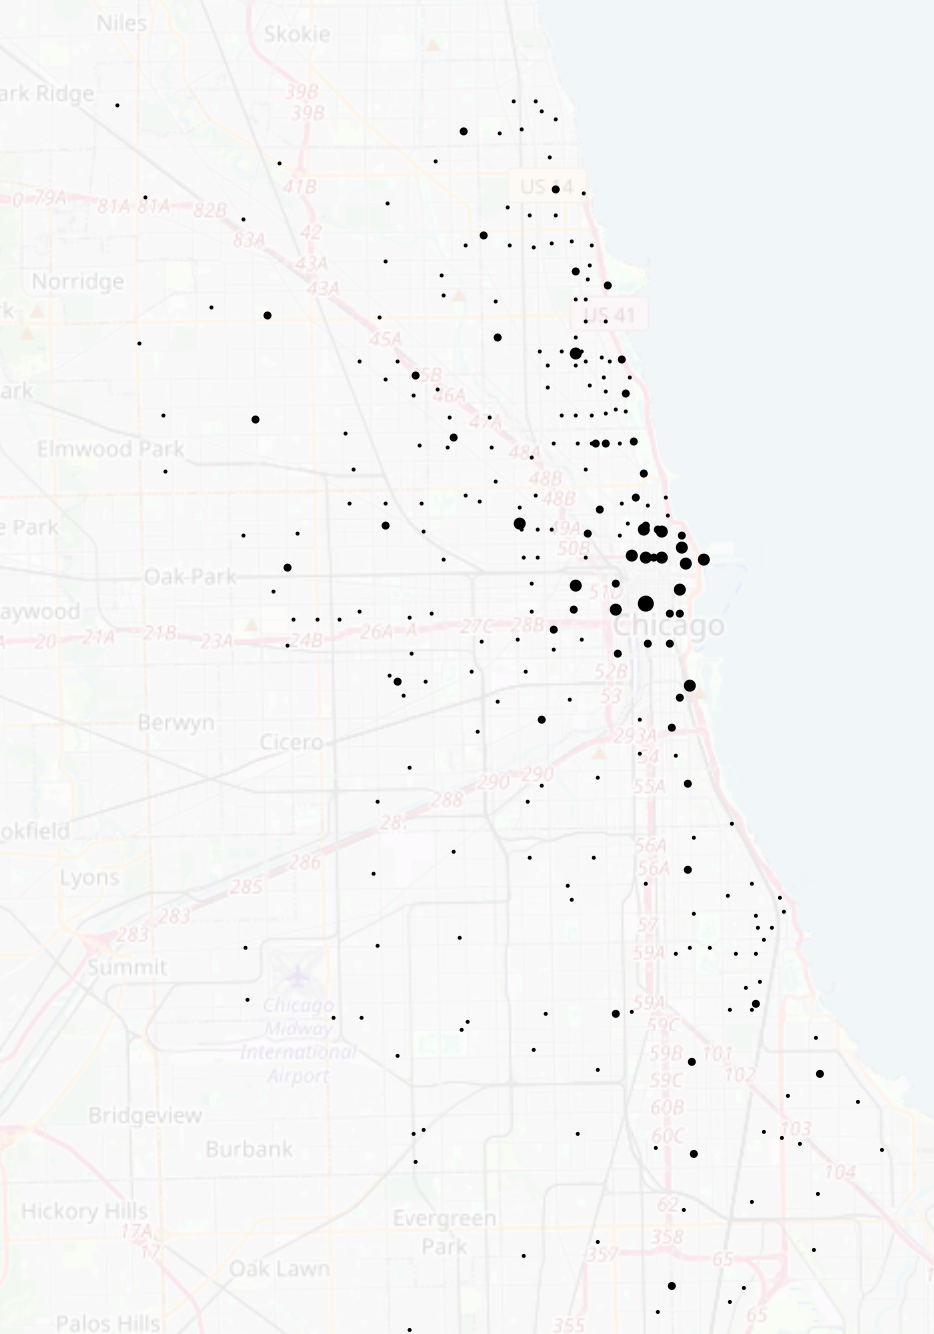 Niles
Skokie
ark Ridge
39B
39B
41B
US 14
0
79A
81A
81A
82B
83A
42
43A
43A
Norridge
US 41
45A
5B
46A
47A
ark
Elmwood Park
48A
48B
48B
49A
50B
e Park
Oak-Park
aywood
51D
Chicago
20
21A
21B
23A
24B
26A
A
27C
28B
52B
53
Berwyn
Cicero
293A
54
290
290
55A
288
28
ookfield
56A
56A
286
Lyons
285
283
283
57
59A
Summit
Chicago
Midway
International
Airport
59A
59C
59B
101
59C
102
60B
103
60C
Bridgeview
Burbank
104
Hickory Hills
Evergreen
Park
62
358
17A
17
357
65
Oak Lawn
65
Palos Hills
355